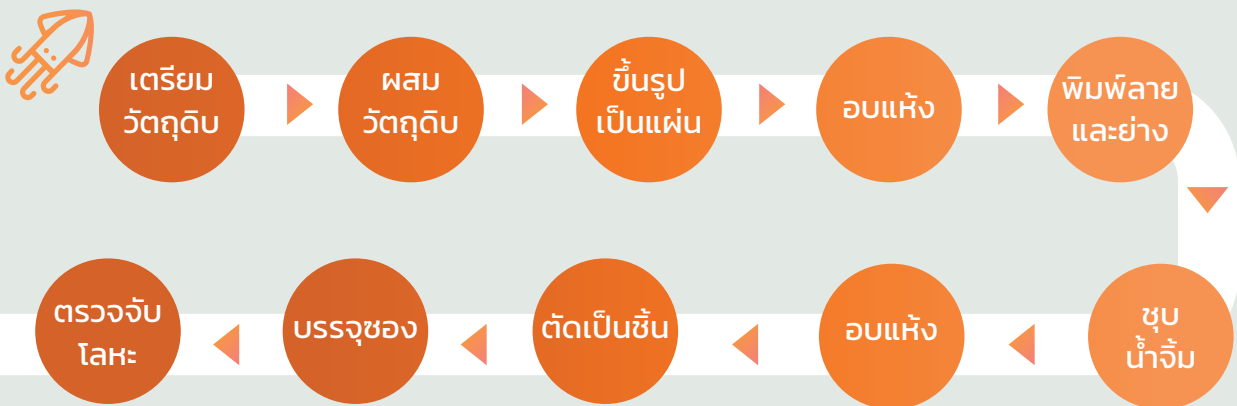 เตรียม
วัตถุดิบ
ผสม
วัตถุดิบ
ขึ้นรูป
เป็นแผ่น
อบแห้ง
พิมพ์ลาย
และย่าง
ชุบ
น้ำจิ้ม
อบแห้ง
ตัดเป็นชิ้น
บรรจุซอง
ตรวจจับ
โลหะ